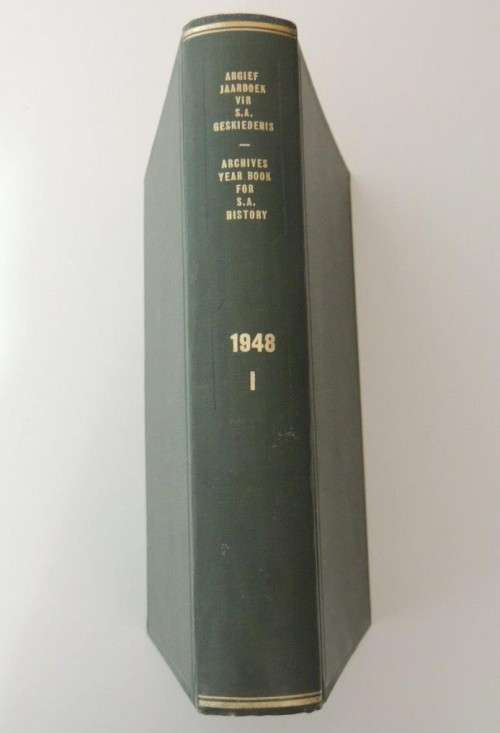 ARGIEF
JAARBOEK
VIR
S.A.
GESKIEDENIS
—
ARCHIVES
YEAR BOOK
FOR
S.A.
HISTORY
1948
I